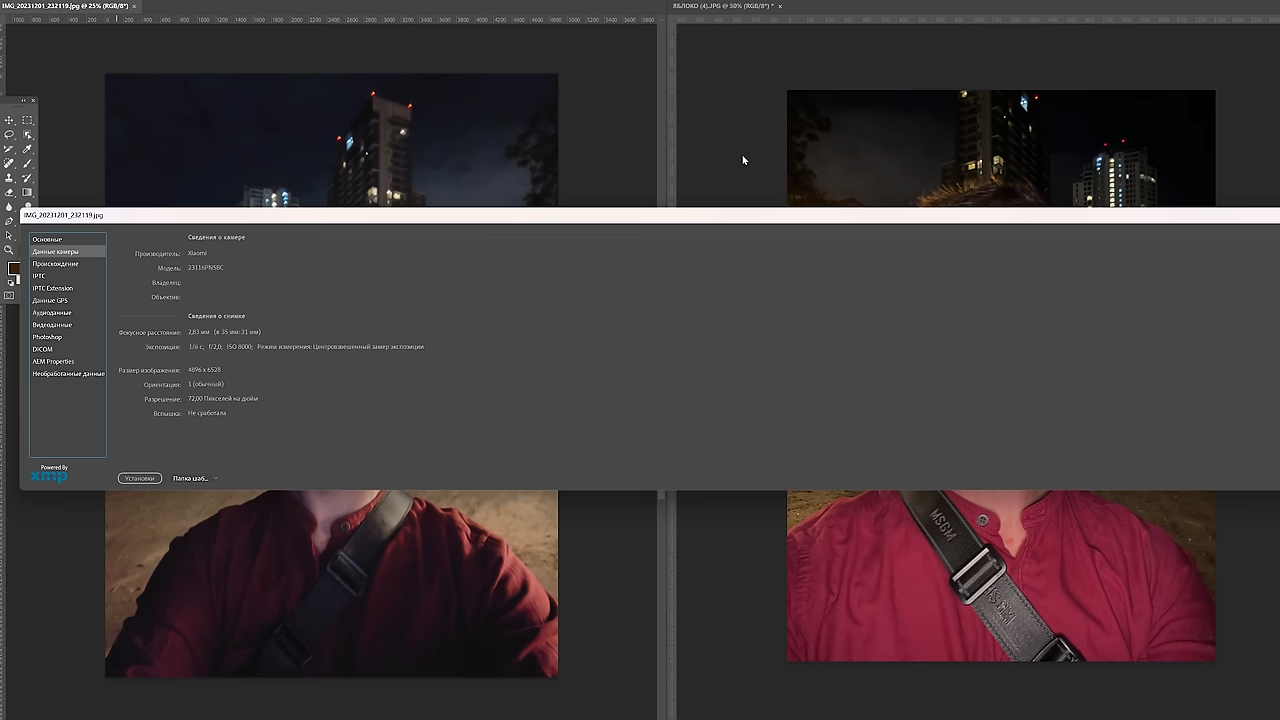 IMG_20231201_232119.jpg @ 25% (RGB/8*) ×
ЯБЛОКО (4).JPG @ 50% (RGB/8*) * ×
IMG_20231201_232119.jpg
Основные
Данные камеры
Происхождение
IPTC
IPTC Extension
Данные GPS
Аудиоданные
Видеоданные
Photoshop
DICOM
AEM Properties
Необработанные данные
Powered By
xmp
Сведения о камере
Производитель: Xiaomi
Модель: 23116PN5BC
Владелец:
Объектив:
Сведения о снимке
Фокусное расстояние: 2,83 мм (в 35 мм: 21 мм)
Экспозиция: 1/6 с; f/2,0; ISO 8000; Режим измерения: Центровзвешенный замер экспозиции
Размер изображения: 4896 x 6528
Ориентация: 1 (обычный)
Разрешение: 72,00 Пикселей на дюйм
Вспышка: Не сработала
Установки
Папка шаб...
MSGM
MSGM